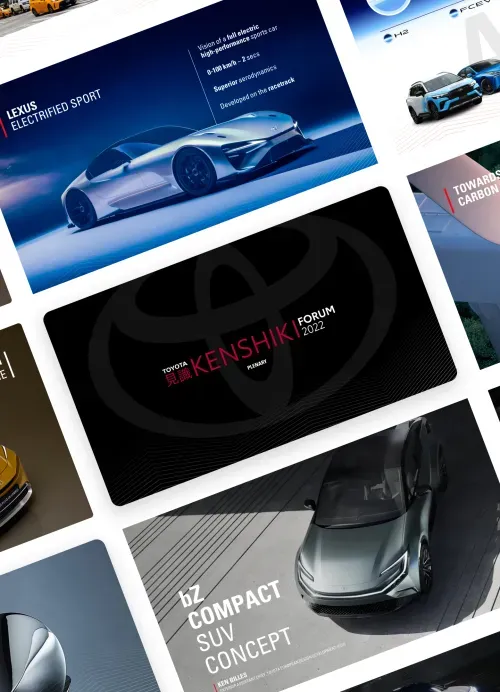 H2
FCEV
Vision of a full electric
high-performance sports car
0-100 km/h – 2 secs
Superior aerodynamics
Developed on the racetrack
LEXUS
ELECTRIFIED SPORT
TOWARDS
CARBON
TOYOTA
見識
KENSHIKI
FORUM
2022
PLENARY
bZ
COMPACT
SUV
CONCEPT
KEN BILLES